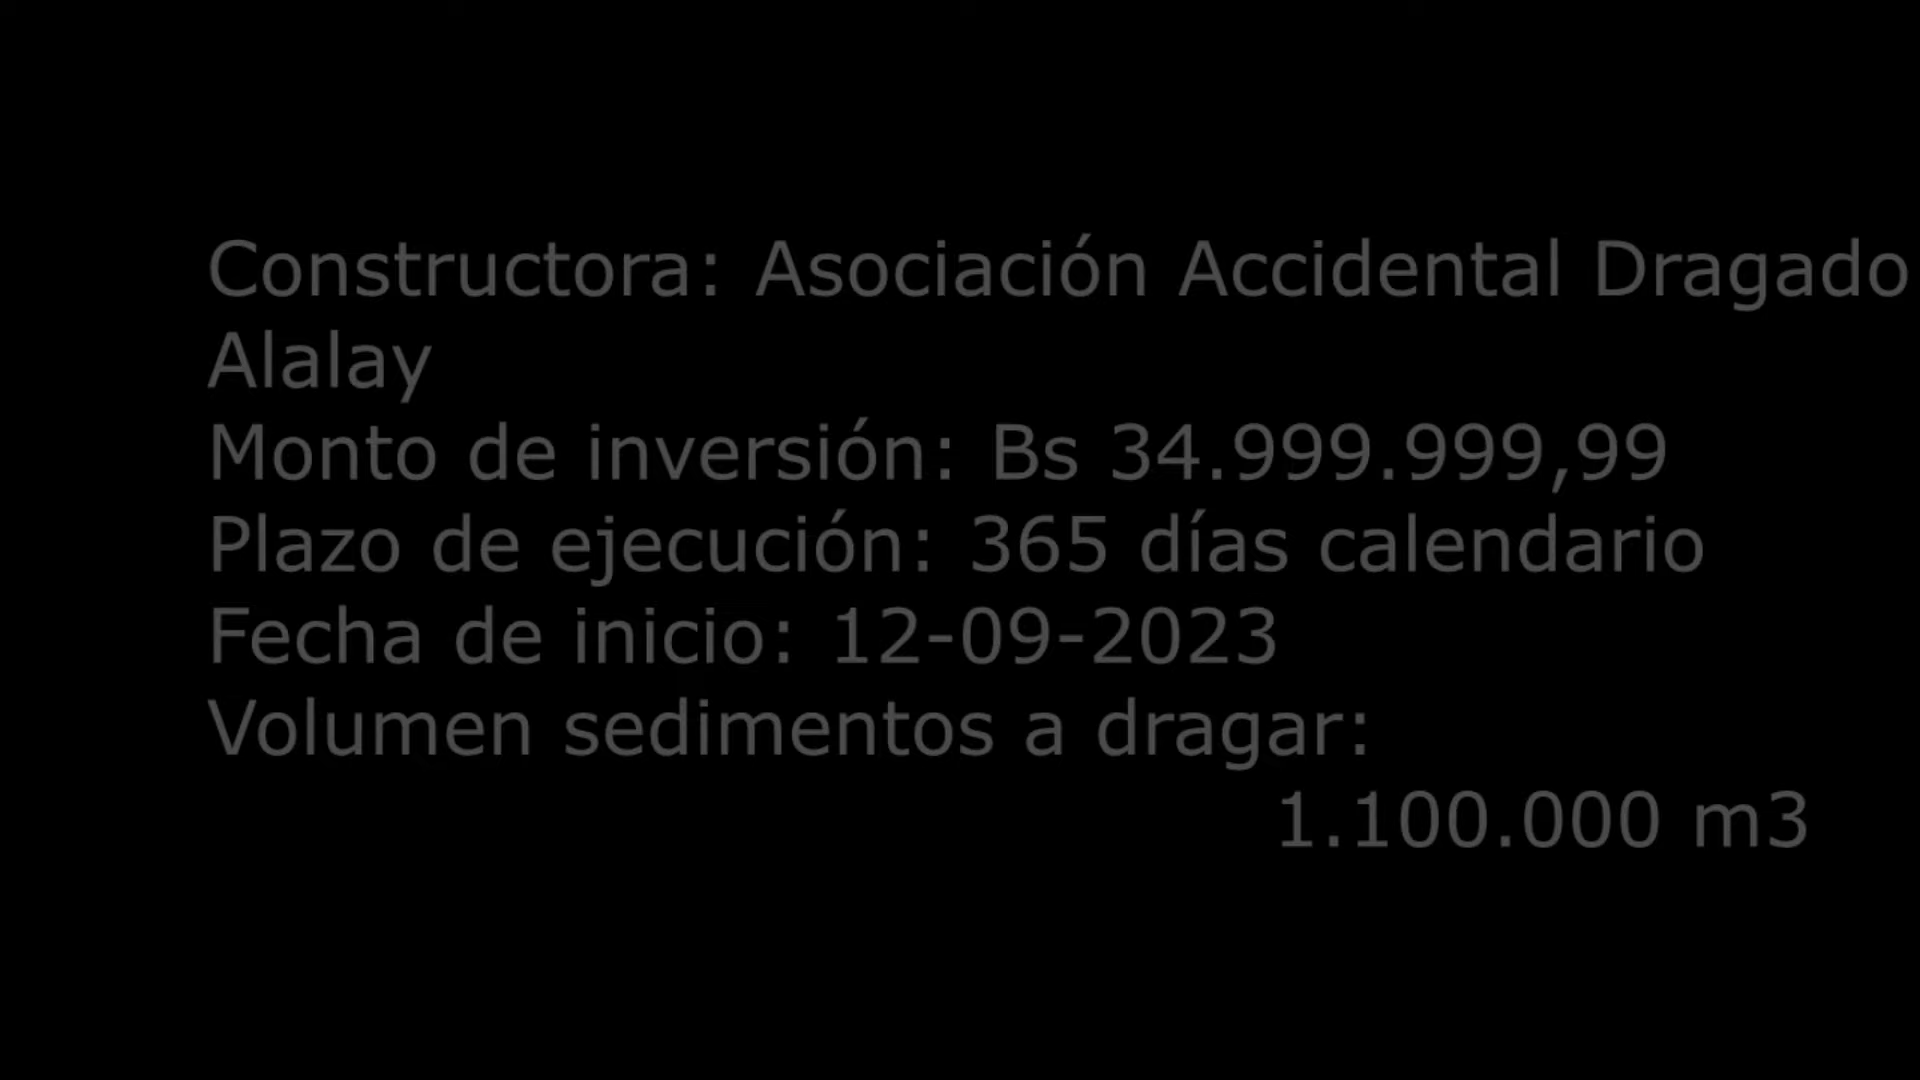 Constructora: Asociación Accidental Dragado
Alalay
Monto de inversión: Bs 34.999.999,99
Plazo de ejecución: 365 días calendario
Fecha de inicio: 12-09-2023
Volumen sedimentos a dragar:
1.100.000 m3